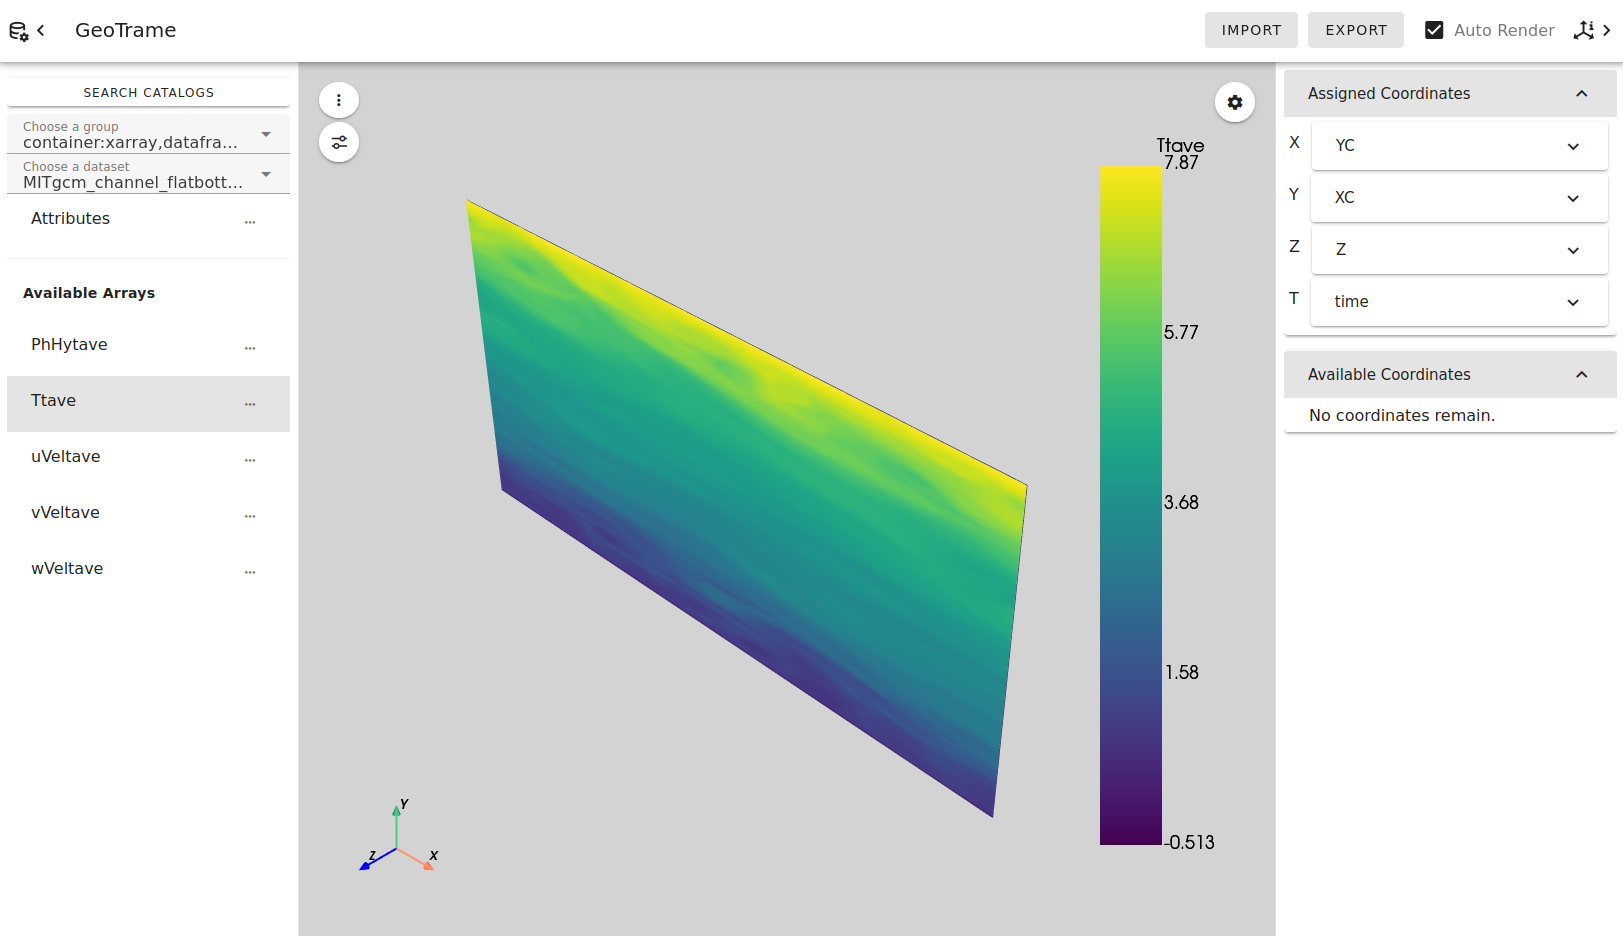 GeoTrame
IMPORT
EXPORT
Auto Render
SEARCH CATALOGS
Choose a group
container:xarray,datafra...
Choose a dataset
MITgcm_channel_flatbott...
Attributes
...
Available Arrays
PhHytave
...
Ttave
...
uVeltave
...
vVeltave
...
wVeltave
...
Ttave
7.87
5.77
3.68
1.58
-0.513
Y
Z
X
Assigned Coordinates
X
YC
Y
XC
Z
Z
T
time
Available Coordinates
No coordinates remain.